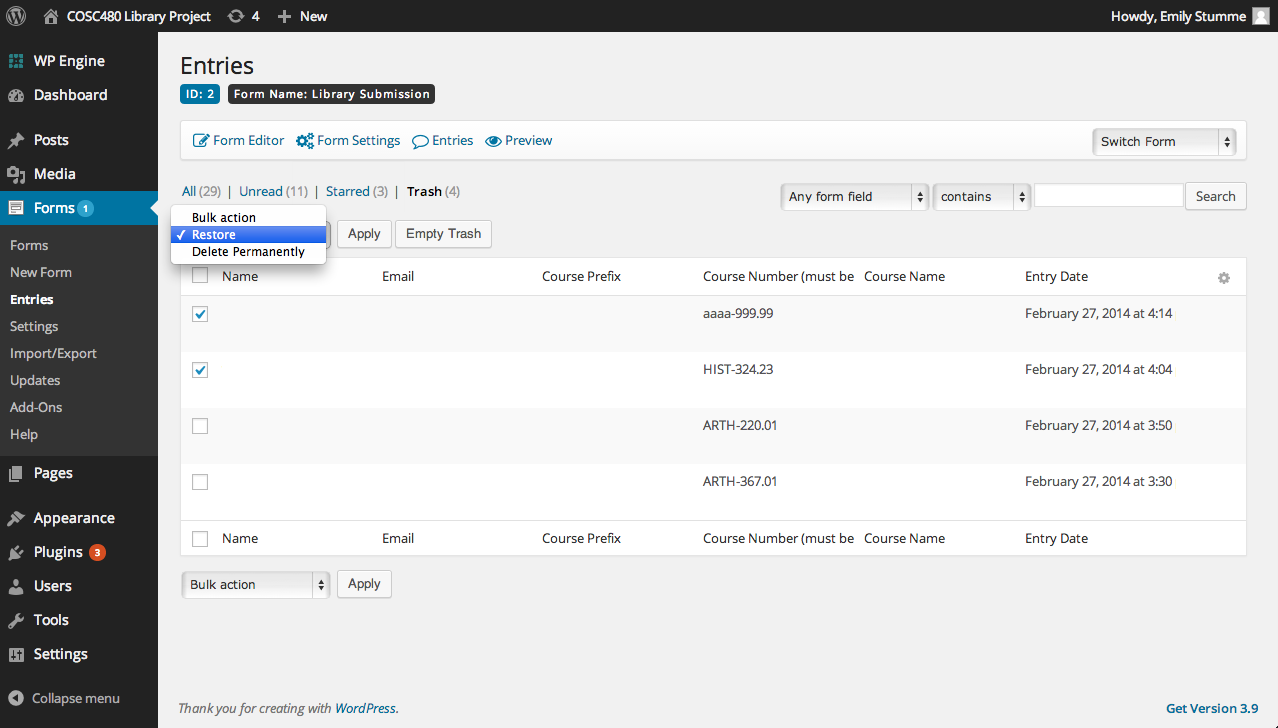 COSC480 Library Project 4 New Howdy, Emily Stumme
WP Engine
Dashboard
Posts
Media
Forms 1
Forms
New Form
Entries
Settings
Import/Export
Updates
Add-Ons
Help
Pages
Appearance
Plugins 3
Users
Tools
Settings
Collapse menu
Entries
ID: 2 Form Name: Library Submission
Form Editor Form Settings Entries Preview Switch Form
All (29) | Unread (11) | Starred (3) | Trash (4) Any form field contains Search
Bulk action
✓ Restore
Delete Permanently
Apply Empty Trash
Name Email Course Prefix Course Number (must be Course Name Entry Date
aaaa-999.99 February 27, 2014 at 4:14
HIST-324.23 February 27, 2014 at 4:04
ARTH-220.01 February 27, 2014 at 3:50
ARTH-367.01 February 27, 2014 at 3:30
Name Email Course Prefix Course Number (must be Course Name Entry Date
Bulk action Apply
Thank you for creating with WordPress. Get Version 3.9